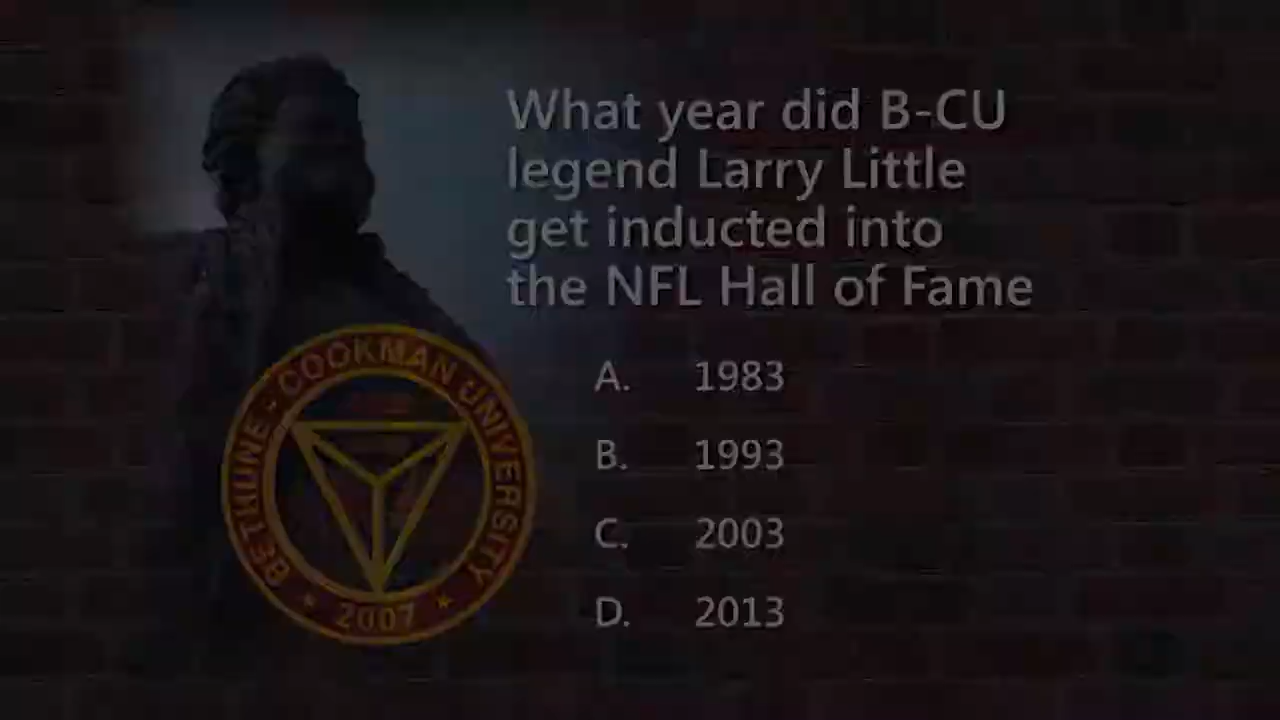 What year did B-CU
legend Larry Little
get inducted into
the NFL Hall of Fame
A. 1983
B. 1993
C. 2003
D. 2013
BETHUNE - COOKMAN UNIVERSITY
2007